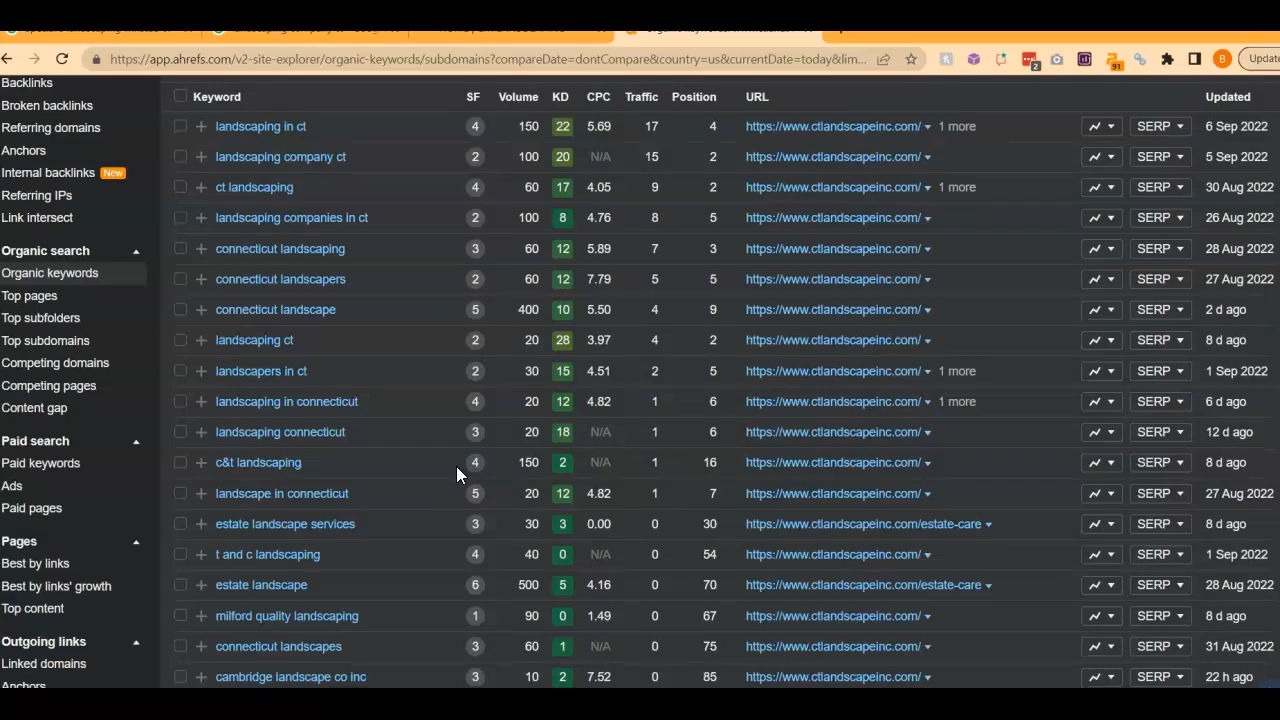 https://app.ahrefs.com/v2-site-explorer/organic-keywords/subdomains?compareDate=dontCompare&country=us&currentDate=today&lim...
2
91
B
Update
Backlinks
Broken backlinks
Referring domains
Anchors
Internal backlinks New
Referring IPs
Link intersect
Organic search
Organic keywords
Top pages
Top subfolders
Top subdomains
Competing domains
Competing pages
Content gap
Paid search
Paid keywords
Ads
Paid pages
Pages
Best by links
Best by links' growth
Top content
Outgoing links
Linked domains
Anchors
Keyword SF Volume KD CPC Traffic Position URL Updated
landscaping in ct 4 150 22 5.69 17 4 https://www.ctlandscapeinc.com/ 1 more SERP 6 Sep 2022
landscaping company ct 2 100 20 N/A 15 2 https://www.ctlandscapeinc.com/ SERP 5 Sep 2022
ct landscaping 4 60 17 4.05 9 2 https://www.ctlandscapeinc.com/ 1 more SERP 30 Aug 2022
landscaping companies in ct 2 100 8 4.76 8 5 https://www.ctlandscapeinc.com/ SERP 26 Aug 2022
connecticut landscaping 3 60 12 5.89 7 3 https://www.ctlandscapeinc.com/ SERP 28 Aug 2022
connecticut landscapers 2 60 12 7.79 5 5 https://www.ctlandscapeinc.com/ SERP 27 Aug 2022
connecticut landscape 5 400 10 5.50 4 9 https://www.ctlandscapeinc.com/ SERP 2 d ago
landscaping ct 2 20 28 3.97 4 2 https://www.ctlandscapeinc.com/ SERP 8 d ago
landscapers in ct 2 30 15 4.51 2 5 https://www.ctlandscapeinc.com/ 1 more SERP 1 Sep 2022
landscaping in connecticut 4 20 12 4.82 1 6 https://www.ctlandscapeinc.com/ 1 more SERP 6 d ago
landscaping connecticut 3 20 18 N/A 1 6 https://www.ctlandscapeinc.com/ SERP 12 d ago
c&t landscaping 4 150 2 N/A 1 16 https://www.ctlandscapeinc.com/ SERP 8 d ago
landscape in connecticut 5 20 12 4.82 1 7 https://www.ctlandscapeinc.com/ SERP 27 Aug 2022
estate landscape services 3 30 3 0.00 0 30 https://www.ctlandscapeinc.com/estate-care SERP 8 d ago
t and c landscaping 4 40 0 N/A 0 54 https://www.ctlandscapeinc.com/ SERP 1 Sep 2022
estate landscape 6 500 5 4.16 0 70 https://www.ctlandscapeinc.com/estate-care SERP 28 Aug 2022
milford quality landscaping 1 90 0 1.49 0 67 https://www.ctlandscapeinc.com/ SERP 8 d ago
connecticut landscapes 3 60 1 N/A 0 75 https://www.ctlandscapeinc.com/ SERP 31 Aug 2022
cambridge landscape co inc 3 10 2 7.52 0 85 https://www.ctlandscapeinc.com/ SERP 22 h ago